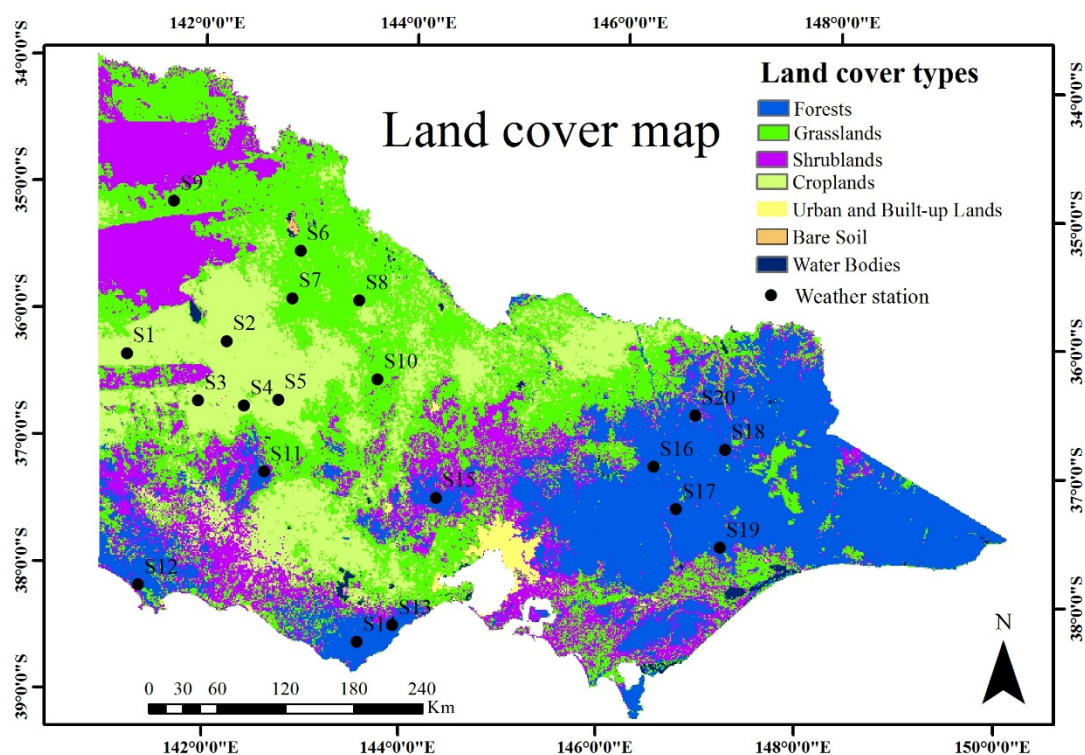 142°0'0"E 144°0'0"E 146°0'0"E 148°0'0"E
34°0'0"S
35°0'0"S
36°0'0"S
37°0'0"S
38°0'0"S
39°0'0"S
Land cover map
Land cover types
Forests
Grasslands
Shrublands
Croplands
Urban and Built-up Lands
Bare Soil
Water Bodies
Weather station
34°0'0"S
35°0'0"S
36°0'0"S
37°0'0"S
38°0'0"S
S9
S6
S7 S8
S1 S2
S10
S3 S4 S5
S20
S18
S11 S16
S15
S17
S19
S12
S13
S1
N
0 30 60 120 180 240
Km
142°0'0"E 144°0'0"E 146°0'0"E 148°0'0"E 150°0'0"E